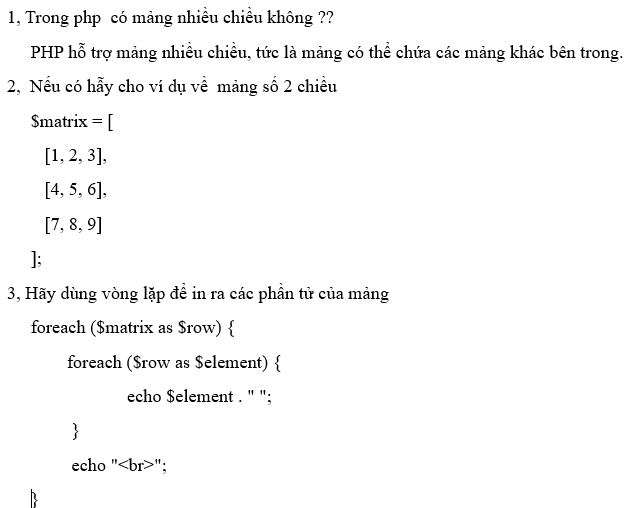 1, Trong php  có mảng nhiều chiều không ??
PHP hỗ trợ mảng nhiều chiều, tức là mảng có thể chứa các mảng khác bên trong.
2,  Nếu có hẫy cho ví dụ về  mảng số 2 chiều
$matrix = [
[1, 2, 3],
[4, 5, 6],
[7, 8, 9]
];
3, Hãy dùng vòng lặp để in ra các phần tử của mảng
foreach ($matrix as $row) {
foreach ($row as $element) {
echo $element . " ";
}
echo "<br>";
}